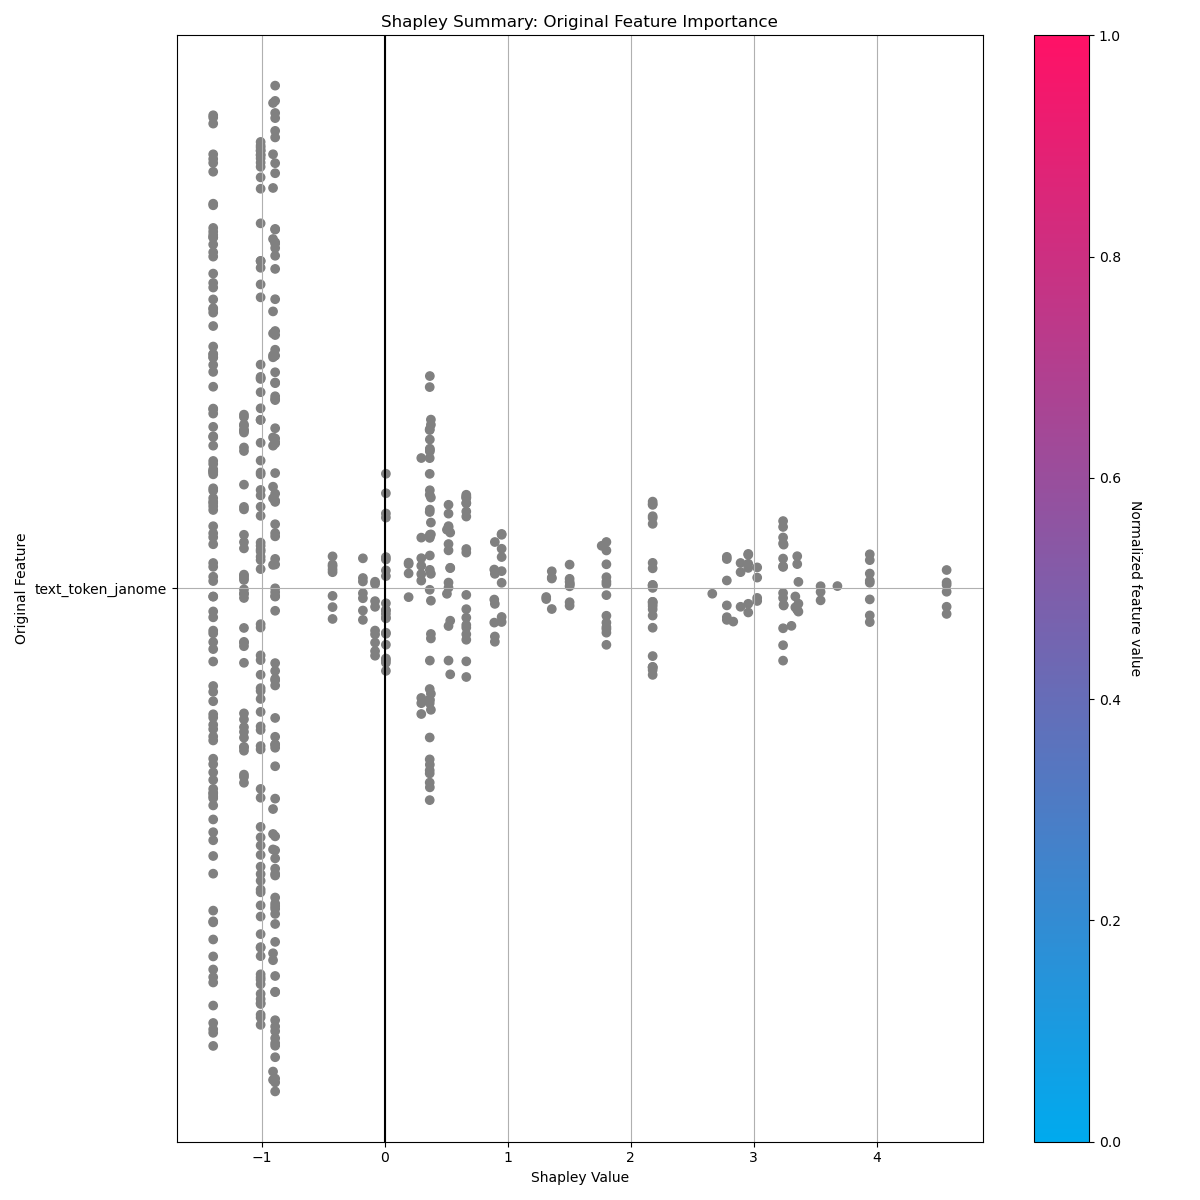 Shapley Summary: Original Feature Importance
Original Feature
text_token_janome
−1
0
1
2
3
4
Shapley Value
1.0
0.8
0.6
0.4
0.2
0.0
Normalized feature value